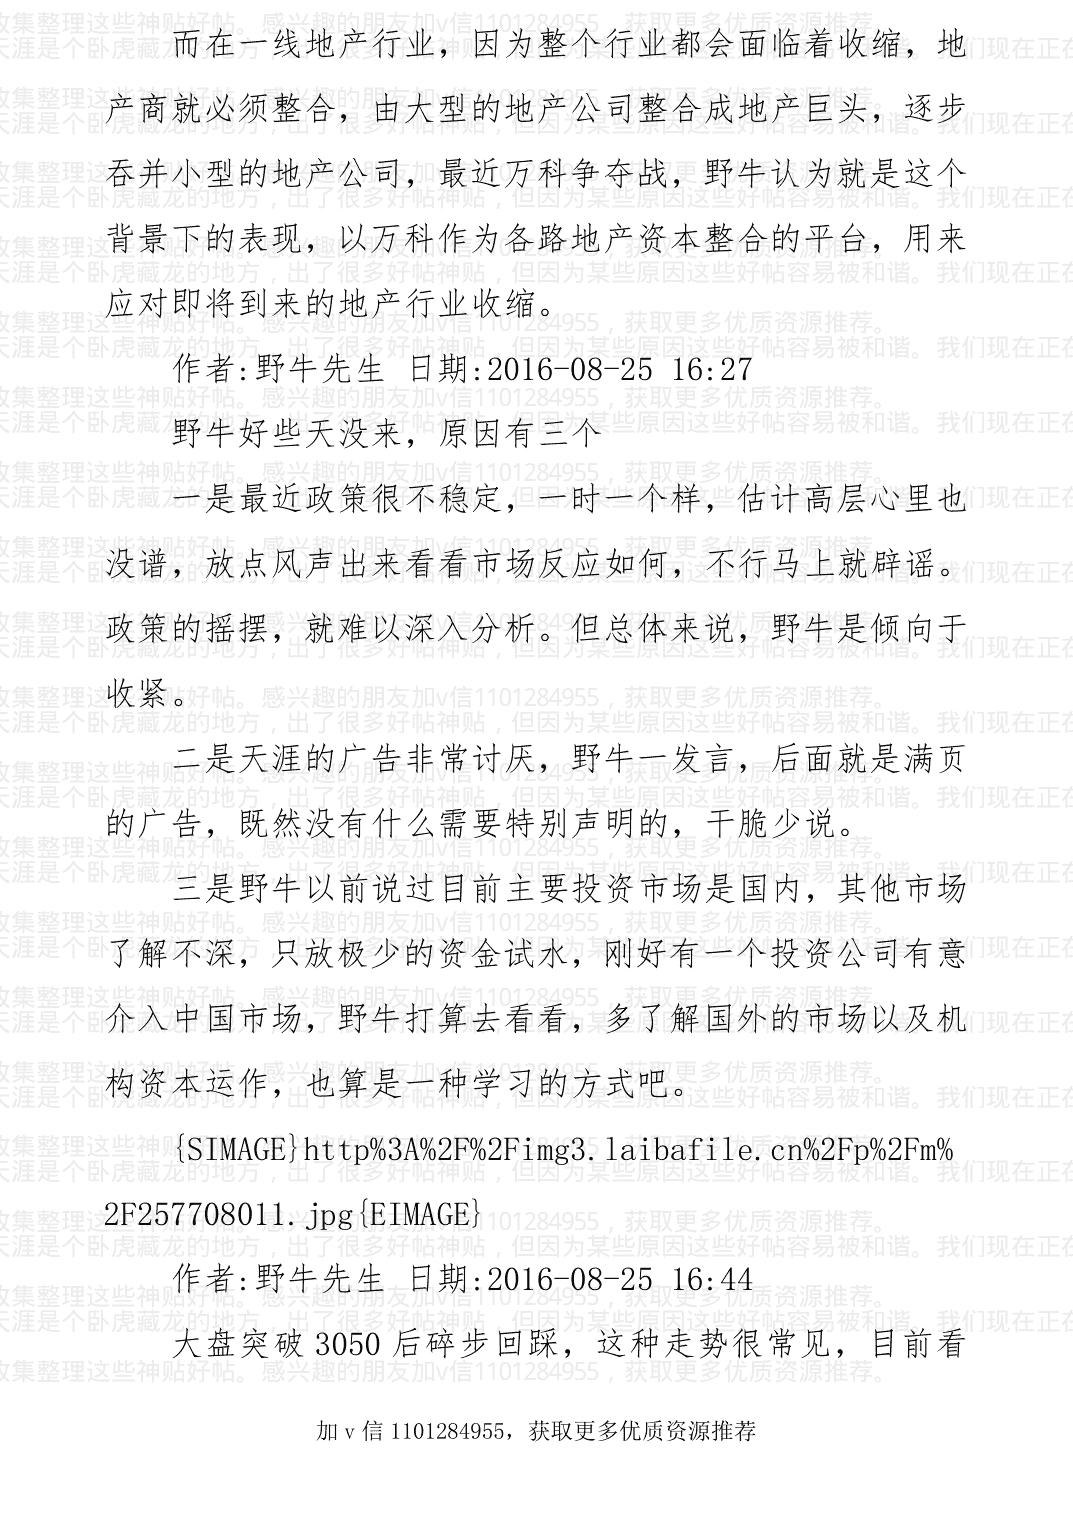 而在一线地产行业，因为整个行业都会面临着收缩，地
产商就必须整合，由大型的地产公司整合成地产巨头，逐步
吞并小型的地产公司，最近万科争夺战，野牛认为就是这个
背景下的表现，以万科作为各路地产资本整合的平台，用来
应对即将到来的地产行业收缩。
作者:野牛先生 日期:2016-08-25 16:27
野牛好些天没来，原因有三个
一是最近政策很不稳定，一时一个样，估计高层心里也
没谱，放点风声出来看看市场反应如何，不行马上就辟谣。
政策的摇摆，就难以深入分析。但总体来说，野牛是倾向于
收紧。
二是天涯的广告非常讨厌，野牛一发言，后面就是满页
的广告，既然没有什么需要特别声明的，干脆少说。
三是野牛以前说过目前主要投资市场是国内，其他市场
了解不深，只放极少的资金试水，刚好有一个投资公司有意
介入中国市场，野牛打算去看看，多了解国外的市场以及机
构资本运作，也算是一种学习的方式吧。
{SIMAGE}http%3A%2F%2Fimg3.laibafile.cn%2Fp%2Fm%
2F257708011.jpg{EIMAGE}
作者:野牛先生 日期:2016-08-25 16:44
大盘突破 3050 后碎步回踩，这种走势很常见，目前看
加 v 信 1101284955，获取更多优质资源推荐